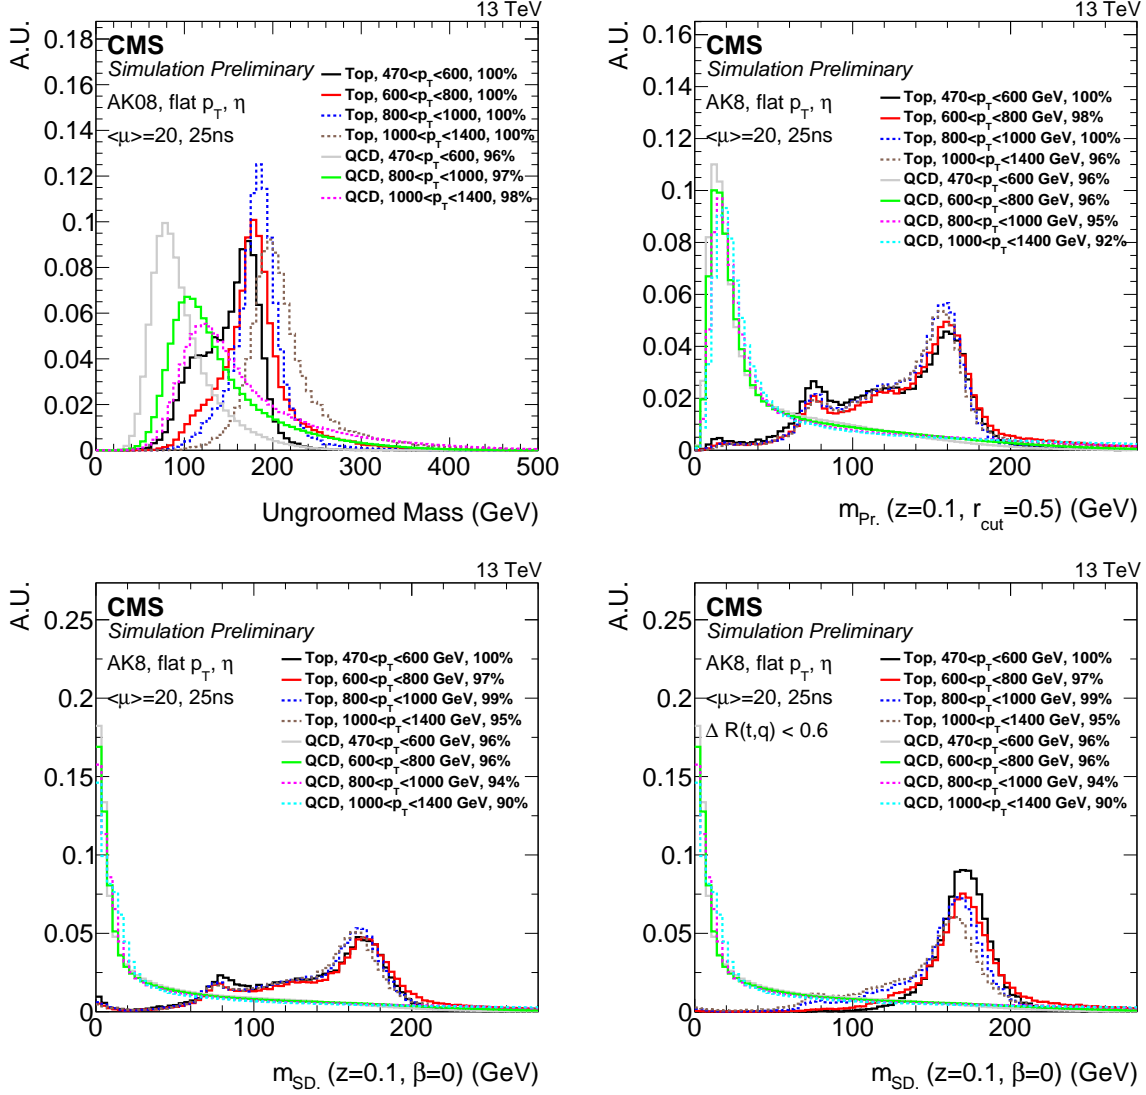 13 TeV
A.U.
CMS
Simulation Preliminary
AK08, flat p_T, η
<μ>=20, 25ns
Top, 470<p_T<600, 100%
Top, 600<p_T<800, 100%
Top, 800<p_T<1000, 100%
Top, 1000<p_T<1400, 100%
QCD, 470<p_T<600, 96%
QCD, 800<p_T<1000, 97%
QCD, 1000<p_T<1400, 98%
0.18
0.16
0.14
0.12
0.1
0.08
0.06
0.04
0.02
0
0 100 200 300 400 500
Ungroomed Mass (GeV)
13 TeV
A.U.
CMS
Simulation Preliminary
AK8, flat p_T, η
<μ>=20, 25ns
Top, 470<p_T<600 GeV, 100%
Top, 600<p_T<800 GeV, 98%
Top, 800<p_T<1000 GeV, 100%
Top, 1000<p_T<1400 GeV, 96%
QCD, 470<p_T<600 GeV, 96%
QCD, 600<p_T<800 GeV, 96%
QCD, 800<p_T<1000 GeV, 95%
QCD, 1000<p_T<1400 GeV, 92%
0.16
0.14
0.12
0.1
0.08
0.06
0.04
0.02
0
0 100 200
m_Pr. (z=0.1, r_cut=0.5) (GeV)
13 TeV
A.U.
CMS
Simulation Preliminary
AK8, flat p_T, η
<μ>=20, 25ns
Top, 470<p_T<600 GeV, 100%
Top, 600<p_T<800 GeV, 97%
Top, 800<p_T<1000 GeV, 99%
Top, 1000<p_T<1400 GeV, 95%
QCD, 470<p_T<600 GeV, 96%
QCD, 600<p_T<800 GeV, 96%
QCD, 800<p_T<1000 GeV, 94%
QCD, 1000<p_T<1400 GeV, 90%
0.25
0.2
0.15
0.1
0.05
0
0 100 200
m_SD. (z=0.1, β=0) (GeV)
13 TeV
A.U.
CMS
Simulation Preliminary
AK8, flat p_T, η
<μ>=20, 25ns
Δ R(t,q) < 0.6
Top, 470<p_T<600 GeV, 100%
Top, 600<p_T<800 GeV, 97%
Top, 800<p_T<1000 GeV, 99%
Top, 1000<p_T<1400 GeV, 95%
QCD, 470<p_T<600 GeV, 96%
QCD, 600<p_T<800 GeV, 96%
QCD, 800<p_T<1000 GeV, 94%
QCD, 1000<p_T<1400 GeV, 90%
0.25
0.2
0.15
0.1
0.05
0
0 100 200
m_SD. (z=0.1, β=0) (GeV)